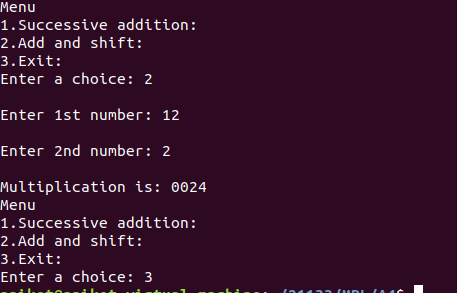 Menu
1.Successive addition:
2.Add and shift:
3.Exit:
Enter a choice: 2
Enter 1st number: 12
Enter 2nd number: 2
Multiplication is: 0024
Menu
1.Successive addition:
2.Add and shift:
3.Exit:
Enter a choice: 3